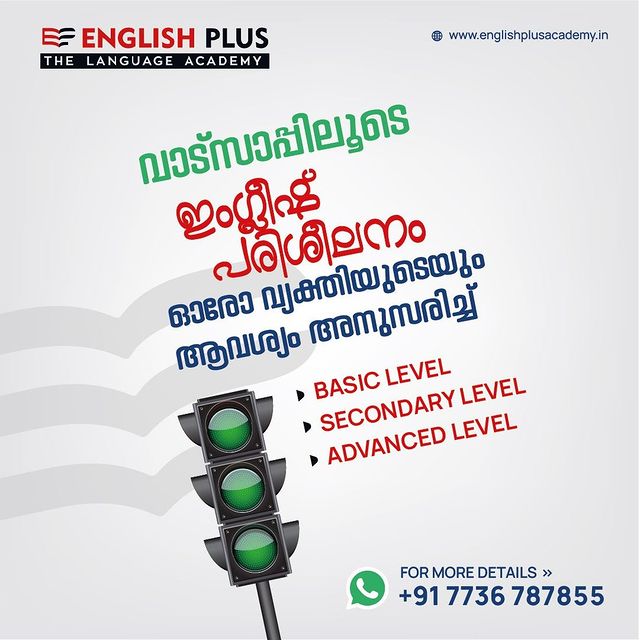 ENGLISH PLUS
THE LANGUAGE ACADEMY
www.englishplusacademy.in
വാട്സാപ്പിലൂടെ
ഇംഗ്ലീഷ്
പരിശീലനം
ഓരോ വ്യക്തിയുടെയും
ആവശ്യം അനുസരിച്ച്
BASIC LEVEL
SECONDARY LEVEL
ADVANCED LEVEL
FOR MORE DETAILS »
+91 7736 787855